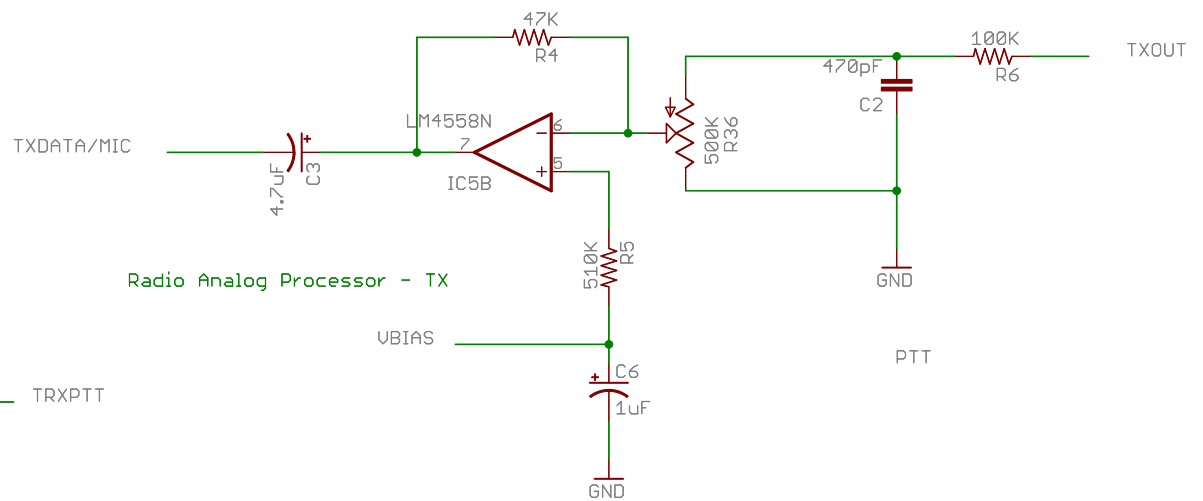 47K
R4
100K
R6
TXOUT
470pF
C2
LM4558N
6
7
5
IC5B
500K
R36
TXDATA/MIC
4.7uF
C3
510K
R5
Radio Analog Processor - TX
GND
VBIAS
PTT
C6
1uF
TRXPTT
GND